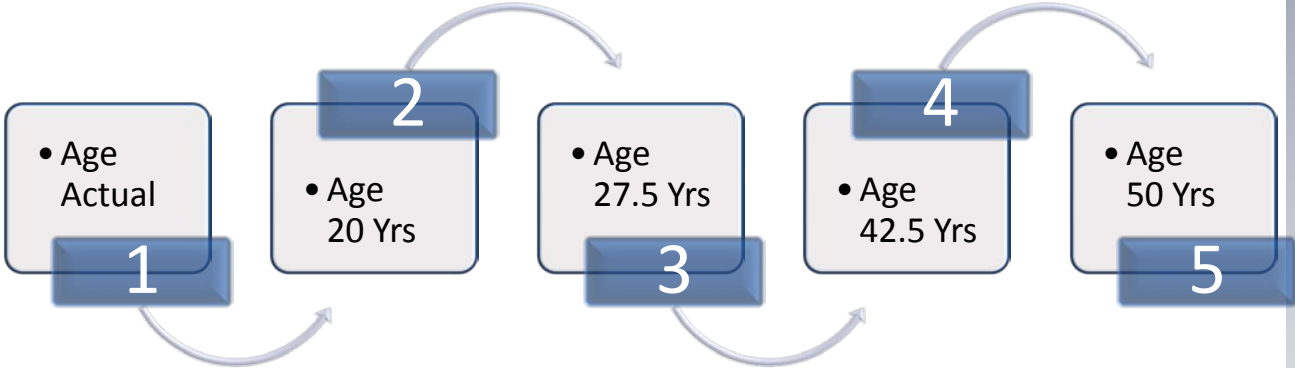 • Age
Actual
1
2
• Age
20 Yrs
• Age
27.5 Yrs
3
4
• Age
42.5 Yrs
• Age
50 Yrs
5